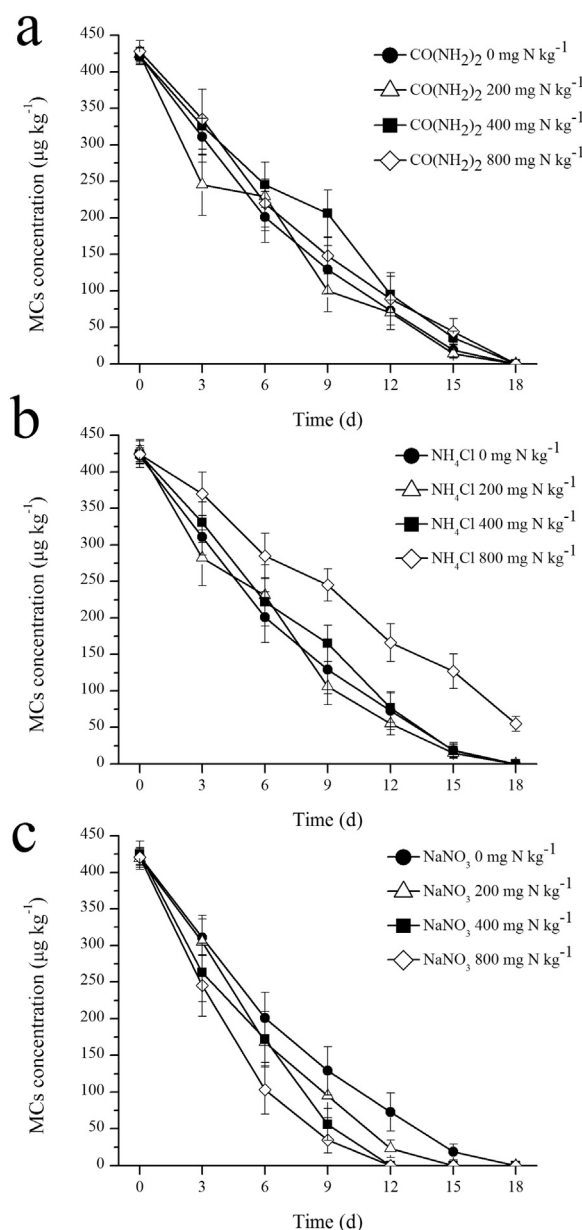 a
CO(NH2)2 0 mg N kg-1
CO(NH2)2 200 mg N kg-1
CO(NH2)2 400 mg N kg-1
CO(NH2)2 800 mg N kg-1
MCs concentration (μg kg-1)
450
400
350
300
250
200
150
100
50
0
0 3 6 9 12 15 18
Time (d)
b
NH4Cl 0 mg N kg-1
NH4Cl 200 mg N kg-1
NH4Cl 400 mg N kg-1
NH4Cl 800 mg N kg-1
MCs concentration (μg kg-1)
450
400
350
300
250
200
150
100
50
0
0 3 6 9 12 15 18
Time (d)
c
NaNO3 0 mg N kg-1
NaNO3 200 mg N kg-1
NaNO3 400 mg N kg-1
NaNO3 800 mg N kg-1
MCs concentration (μg kg-1)
450
400
350
300
250
200
150
100
50
0
0 3 6 9 12 15 18
Time (d)